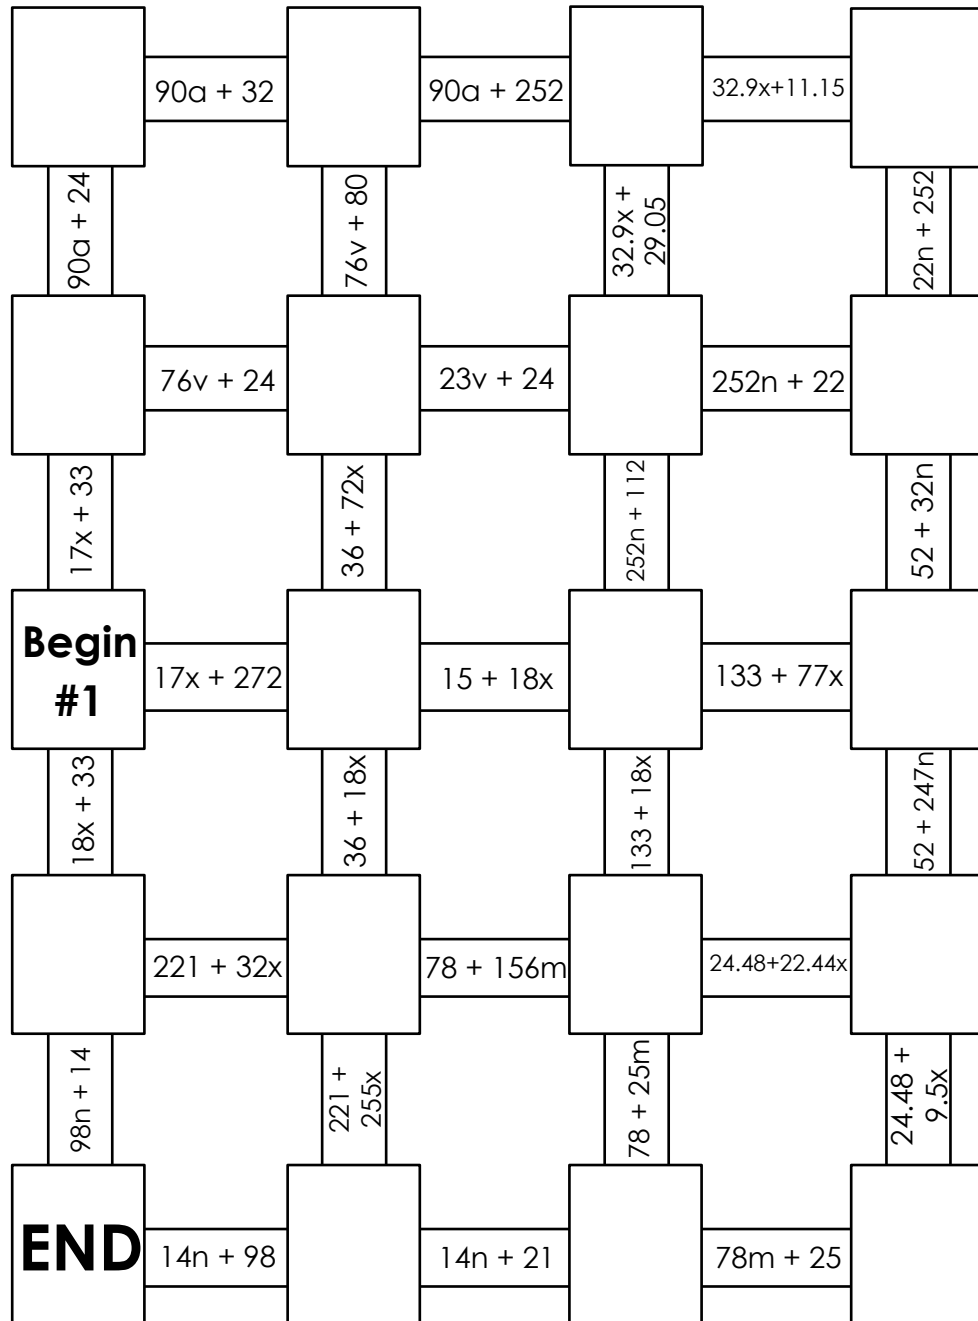 90a + 32
90a + 252
32.9x+11.15
90a + 24
76v + 80
32.9x +
29.05
22n + 252
76v + 24
23v + 24
252n + 22
17x + 33
36 + 72x
252n + 112
52 + 32n
Begin
#1
17x + 272
15 + 18x
133 + 77x
18x + 33
36 + 18x
133 + 18x
52 + 247n
221 + 32x
78 + 156m
24.48+22.44x
98n + 14
221 +
255x
78 + 25m
24.48 +
9.5x
END
14n + 98
14n + 21
78m + 25